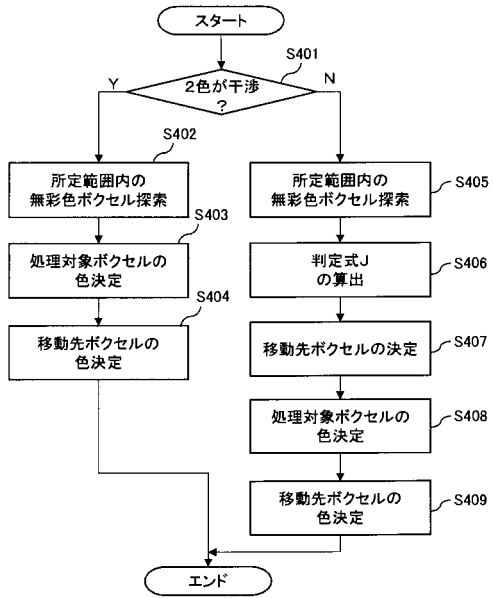 スタート
S401
2色が干渉
?
Y
N
S402
所定範囲内の
無彩色ボクセル探索
S403
処理対象ボクセルの
色決定
S404
移動先ボクセルの
色決定
S405
所定範囲内の
無彩色ボクセル探索
S406
判定式J
の算出
S407
移動先ボクセルの決定
S408
処理対象ボクセルの
色決定
S409
移動先ボクセルの
色決定
エンド